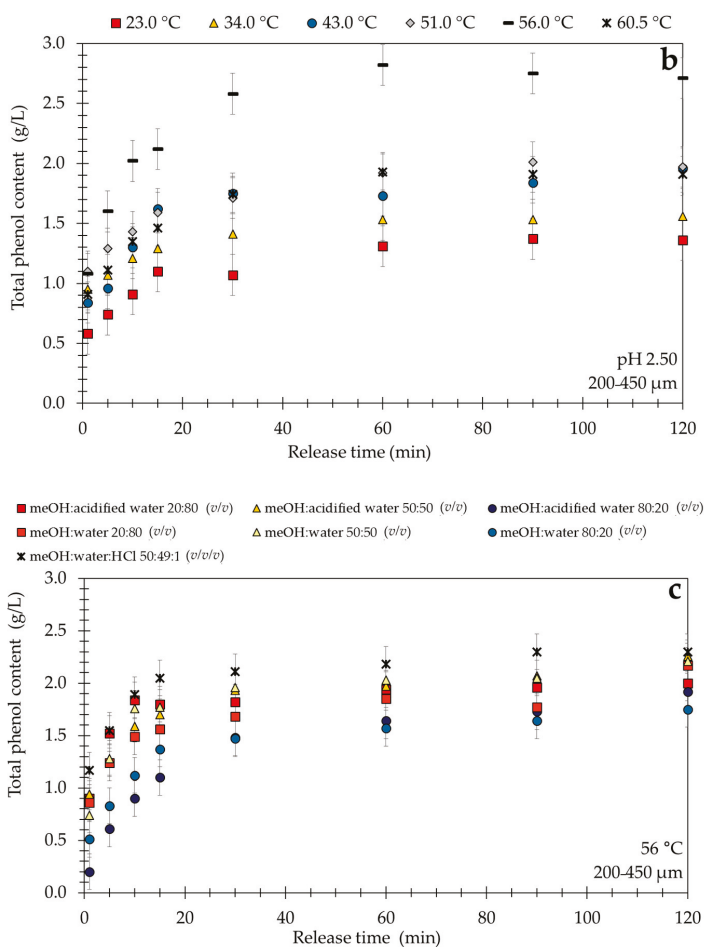 23.0 °C 34.0 °C 43.0 °C 51.0 °C 56.0 °C 60.5 °C
b
3.0
2.5
2.0
1.5
1.0
0.5
0.0
Total phenol content (g/L)
pH 2.50
200-450 µm
0 20 40 60 80 100 120
Release time (min)
meOH:acidified water 20:80 (v/v) meOH:acidified water 50:50 (v/v) meOH:acidified water 80:20 (v/v)
meOH:water 20:80 (v/v) meOH:water 50:50 (v/v) meOH:water 80:20 (v/v)
meOH:water:HCl 50:49:1 (v/v/v)
c
3.0
2.5
2.0
1.5
1.0
0.5
0.0
Total phenol content (g/L)
56 °C
200-450 µm
0 20 40 60 80 100 120
Release time (min)